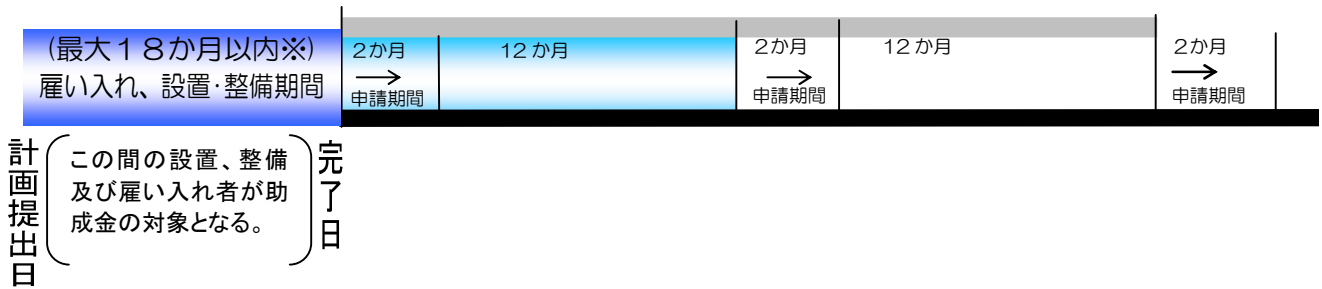 (最大１８か月以内※)
雇い入れ、設置･整備期間
2か月
申請期間
12か月
2か月
申請期間
12か月
2か月
申請期間
計画提出日
この間の設置、整備
及び雇い入れ者が助
成金の対象となる。
完了日